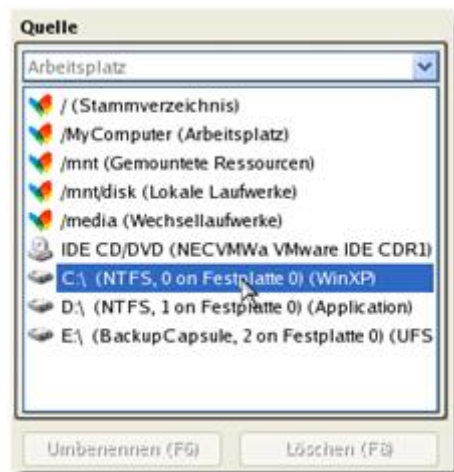 Quelle
Arbeitsplatz
/ (Stammverzeichnis)
/MyComputer (Arbeitsplatz)
/mnt (Gemountete Ressourcen)
/mnt/disk (Lokale Laufwerke)
/media (Wechsellaufwerke)
IDE CD/DVD (NECVMWa VMware IDE CDR1)
C:\ (NTFS, 0 on Festplatte 0) (WinXP)
D:\ (NTFS, 1 on Festplatte 0) (Application)
E:\ (BackupCapsule, 2 on Festplatte 0) (UFS
Umbenennen (F6) Löschen (F8)